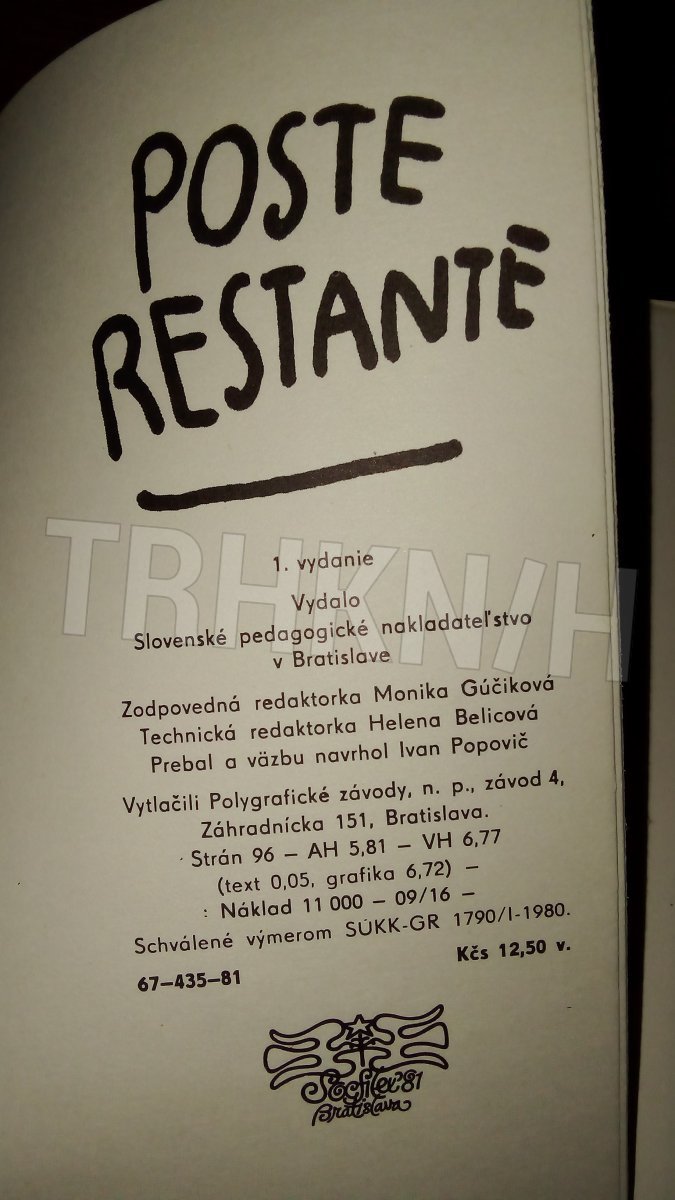 POSTE
RESTANTE
1. vydanie
Vydalo
Slovenské pedagogické nakladateľstvo
v Bratislave
Zodpovedná redaktorka Monika Gúčiková
Technická redaktorka Helena Belicová
Prebal a väzbu navrhol Ivan Popovič
Vytlačili Polygrafické závody, n. p., závod 4,
Záhradnícka 151, Bratislava.
Strán 96 – AH 5,81 – VH 6,77
(text 0,05, grafika 6,72) –
: Náklad 11 000 – 09/16 –
Schválené výmerom SÚKK-GR 1790/I-1980.
Kčs 12,50 v.
67–435–81
Socfilex'81
Bratislava
TRHKNIH